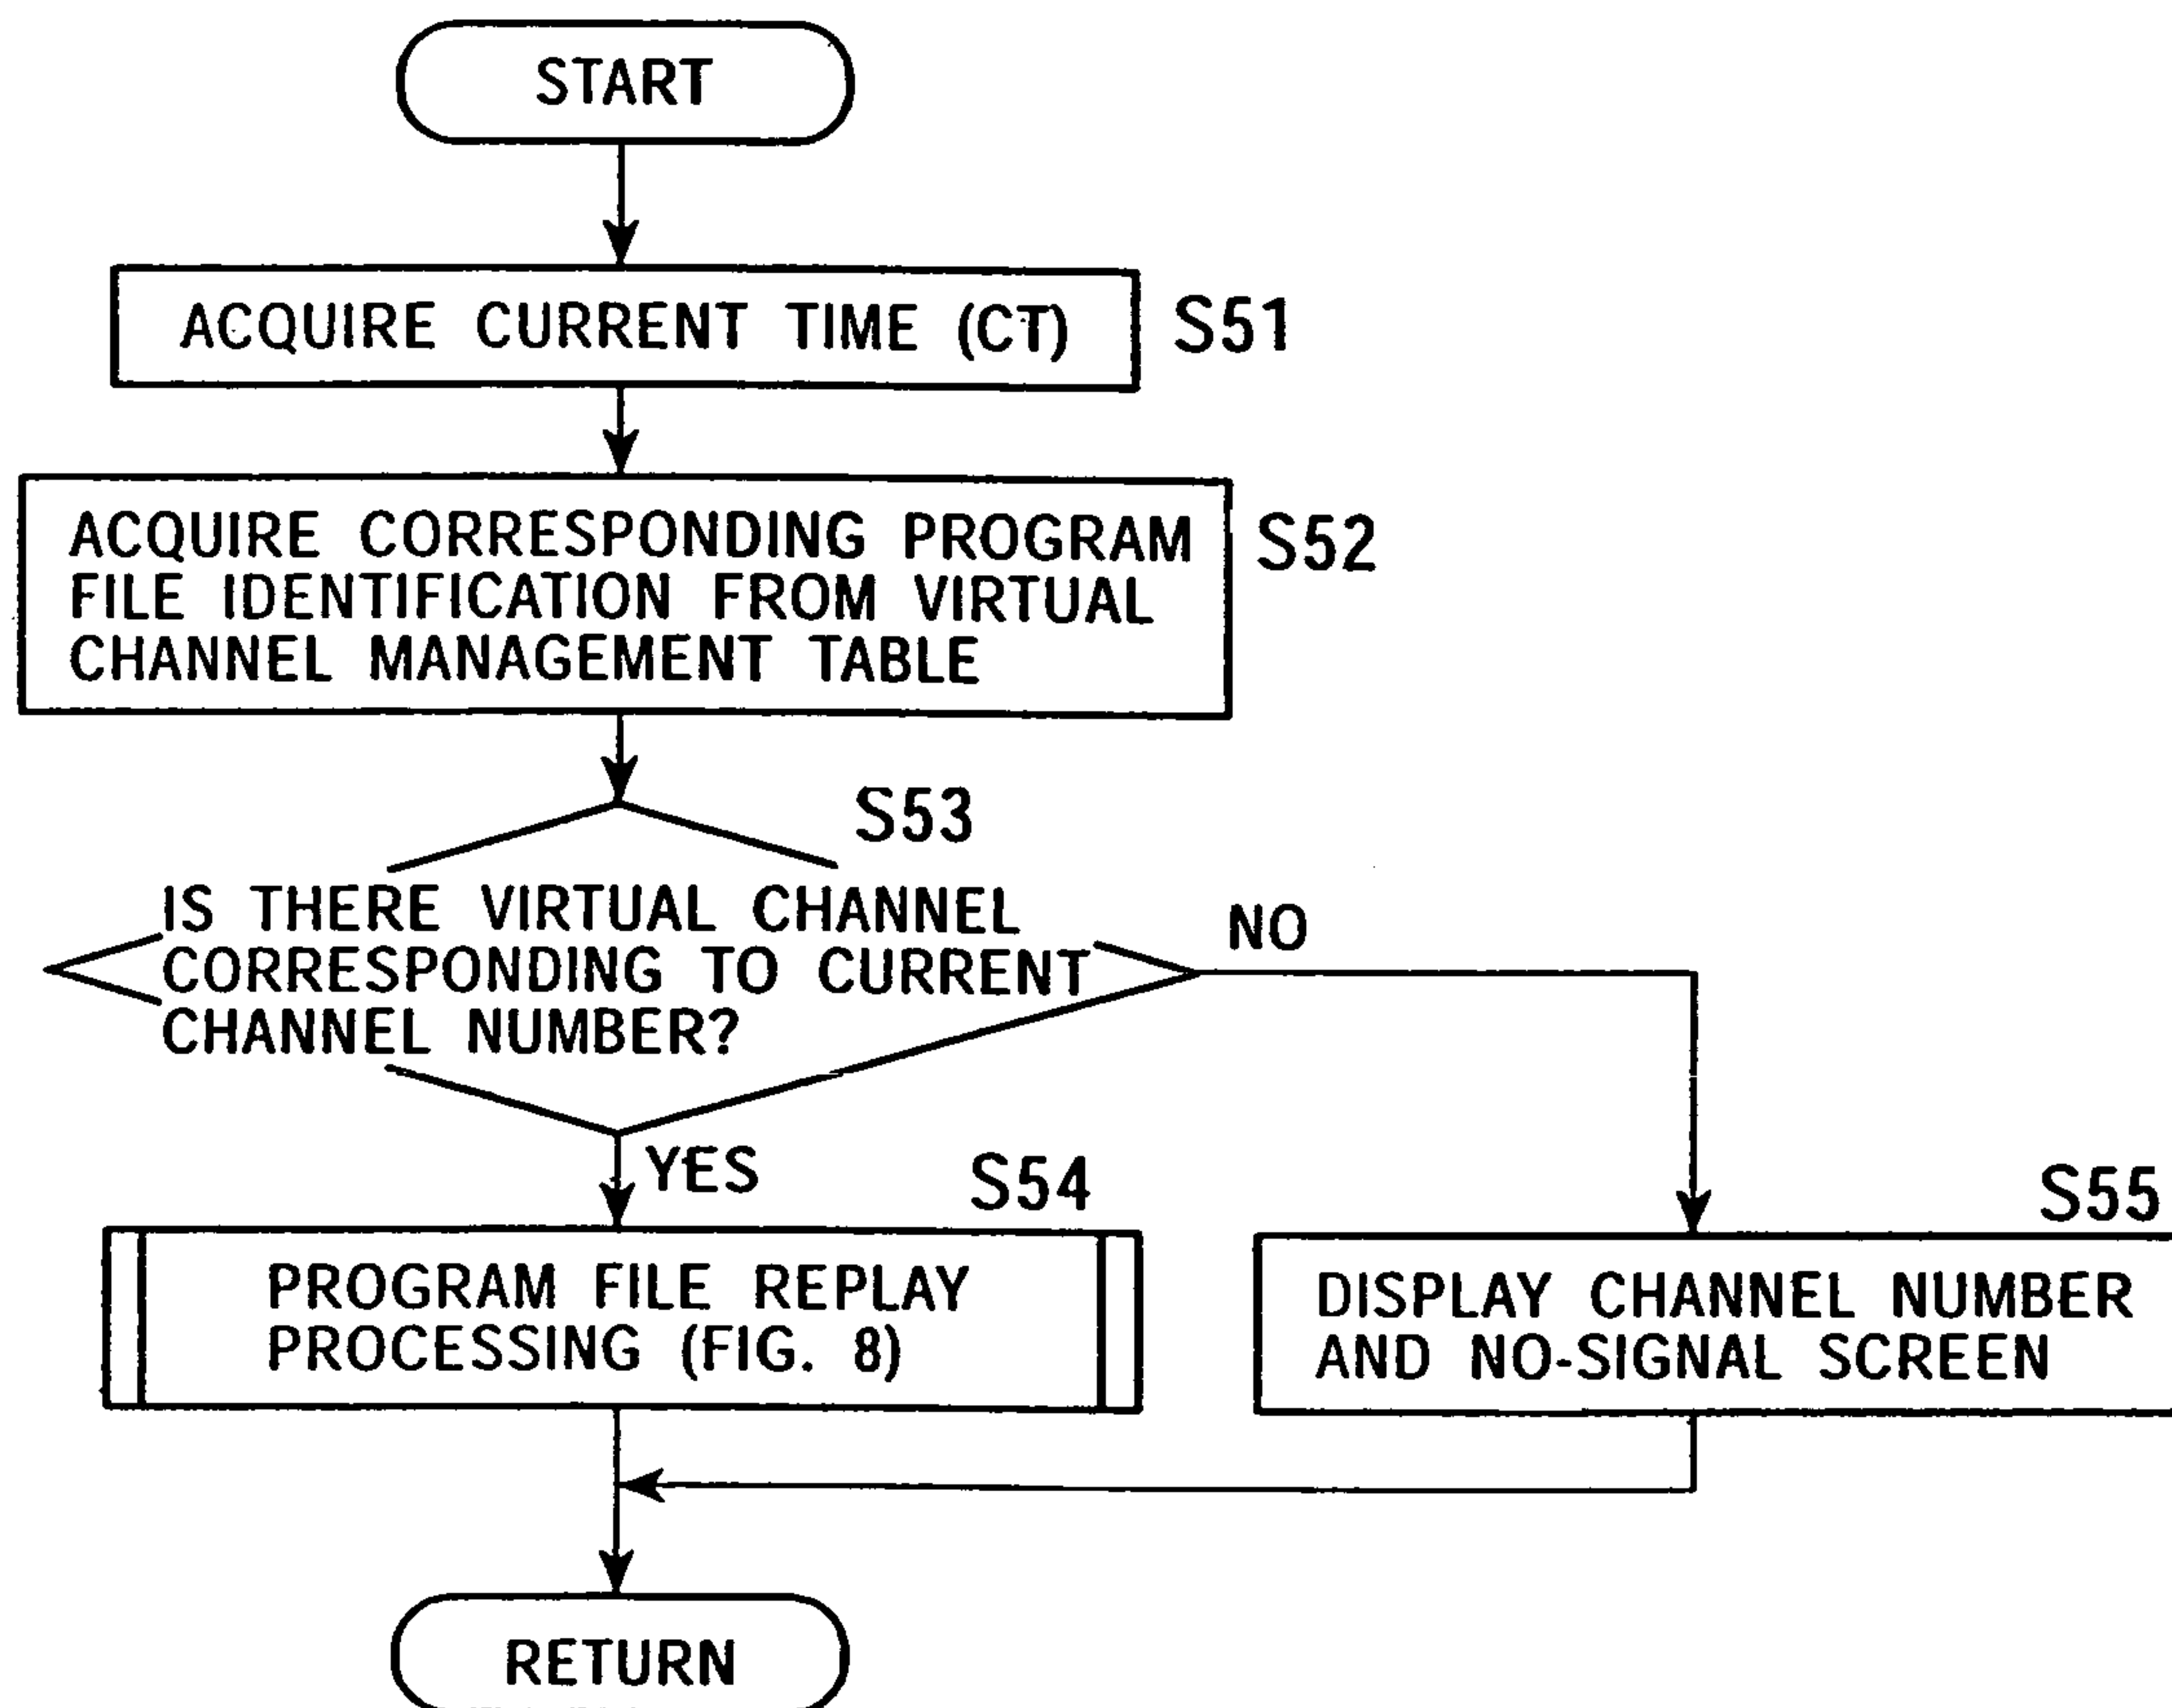 START
ACQUIRE CURRENT TIME (CT)
S51
ACQUIRE CORRESPONDING PROGRAM
FILE IDENTIFICATION FROM VIRTUAL
CHANNEL MANAGEMENT TABLE
S52
S53
IS THERE VIRTUAL CHANNEL
CORRESPONDING TO CURRENT
CHANNEL NUMBER?
NO
YES
S54
PROGRAM FILE REPLAY
PROCESSING (FIG. 8)
S55
DISPLAY CHANNEL NUMBER
AND NO-SIGNAL SCREEN
RETURN